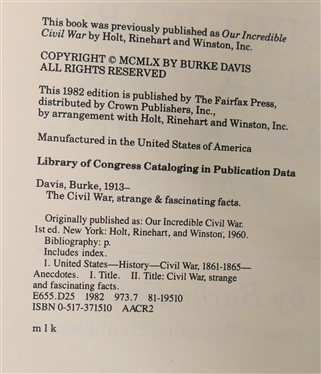 This book was previously published as Our Incredible
Civil War by Holt, Rinehart and Winston, Inc.
COPYRIGHT © MCMLX BY BURKE DAVIS
ALL RIGHTS RESERVED
This 1982 edition is published by The Fairfax Press,
distributed by Crown Publishers, Inc.,
by arrangement with Holt, Rinehart and Winston, Inc.
Manufactured in the United States of America
Library of Congress Cataloging in Publication Data
Davis, Burke, 1913–
The Civil War, strange & fascinating facts.
Originally published as: Our Incredible Civil War.
1st ed. New York: Holt, Rinehart, and Winston, 1960.
Bibliography: p.
Includes index.
1. United States—History—Civil War, 1861-1865—
Anecdotes. I. Title. II. Title: Civil War, strange
and fascinating facts.
E655.D25 1982 973.7 81-19510
ISBN 0-517-371510 AACR2
m l k